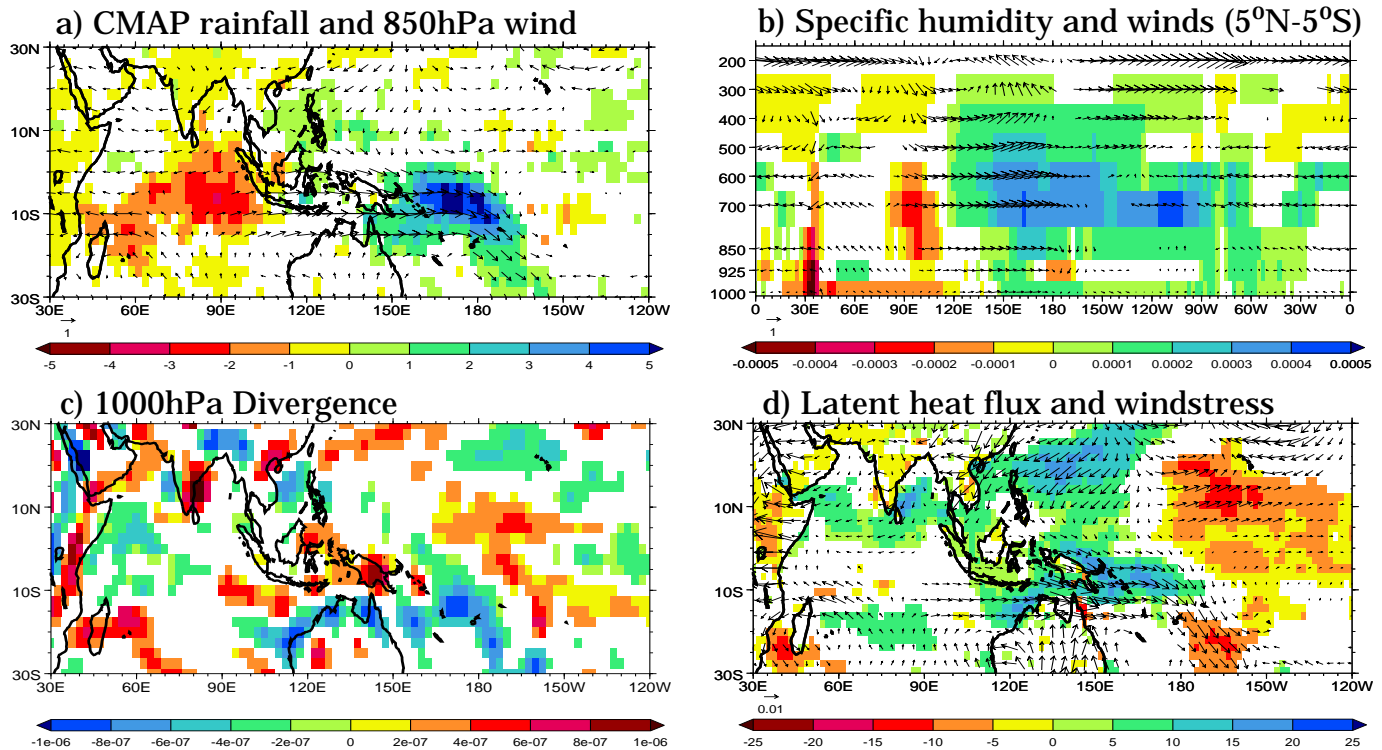 a) CMAP rainfall and 850hPa wind
30N
10N
10S
30S
30E 60E 90E 120E 150E 180 150W 120W
1
-5 -4 -3 -2 -1 0 1 2 3 4 5
b) Specific humidity and winds (5⁰N-5⁰S)
200
300
400
500
600
700
850
925
1000
0 30E 60E 90E 120E 150E 180 150W 120W 90W 60W 30W 0
1
-0.0005 -0.0004 -0.0003 -0.0002 -0.0001 0 0.0001 0.0002 0.0003 0.0004 0.0005
c) 1000hPa Divergence
30N
10N
10S
30S
30E 60E 90E 120E 150E 180 150W 120W
-1e-06 -8e-07 -6e-07 -4e-07 -2e-07 0 2e-07 4e-07 6e-07 8e-07 1e-06
d) Latent heat flux and windstress
30N
10N
10S
30S
30E 60E 90E 120E 150E 180 150W 120W
0.01
-25 -20 -15 -10 -5 0 5 10 15 20 25